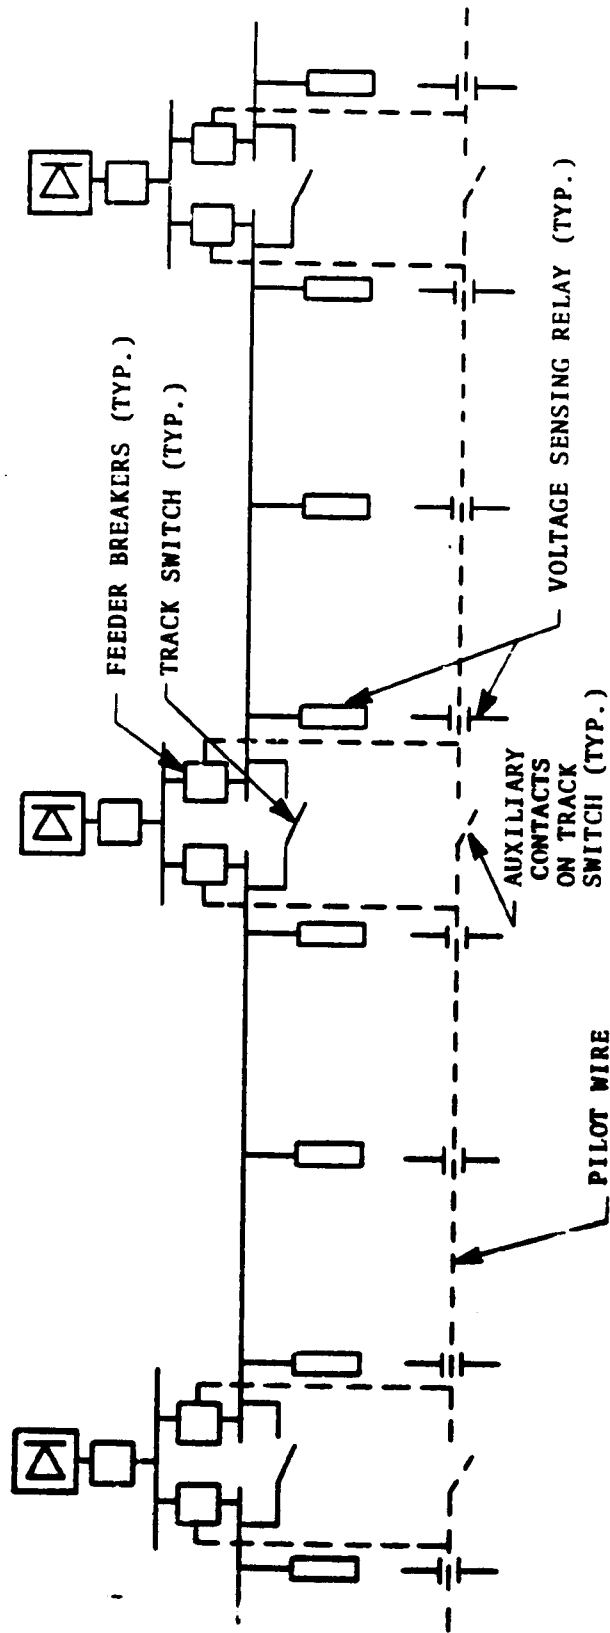 FEEDER BREAKERS (TYP.)
TRACK SWITCH (TYP.)
VOLTAGE SENSING RELAY (TYP.)
AUXILIARY
CONTACTS
ON TRACK
SWITCH (TYP.)
PILOT WIRE